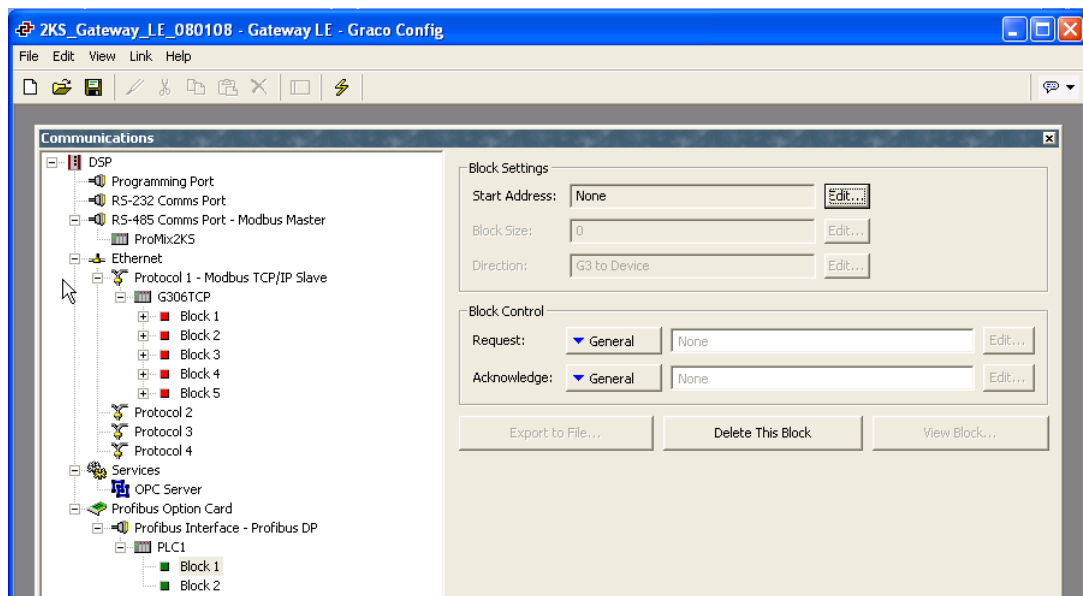 2KS_Gateway_LE_080108 - Gateway LE - Graco Config
File Edit View Link Help
Communications
DSP
Programming Port
RS-232 Comms Port
RS-485 Comms Port - Modbus Master
ProMix2KS
Ethernet
Protocol 1 - Modbus TCP/IP Slave
G306TCP
Block 1
Block 2
Block 3
Block 4
Block 5
Protocol 2
Protocol 3
Protocol 4
Services
OPC Server
Profibus Option Card
Profibus Interface - Profibus DP
PLC1
Block 1
Block 2
Block Settings
Start Address: None Edit...
Block Size: 0 Edit...
Direction: G3 to Device Edit...
Block Control
Request: General None Edit...
Acknowledge: General None Edit...
Export to File... Delete This Block View Block...